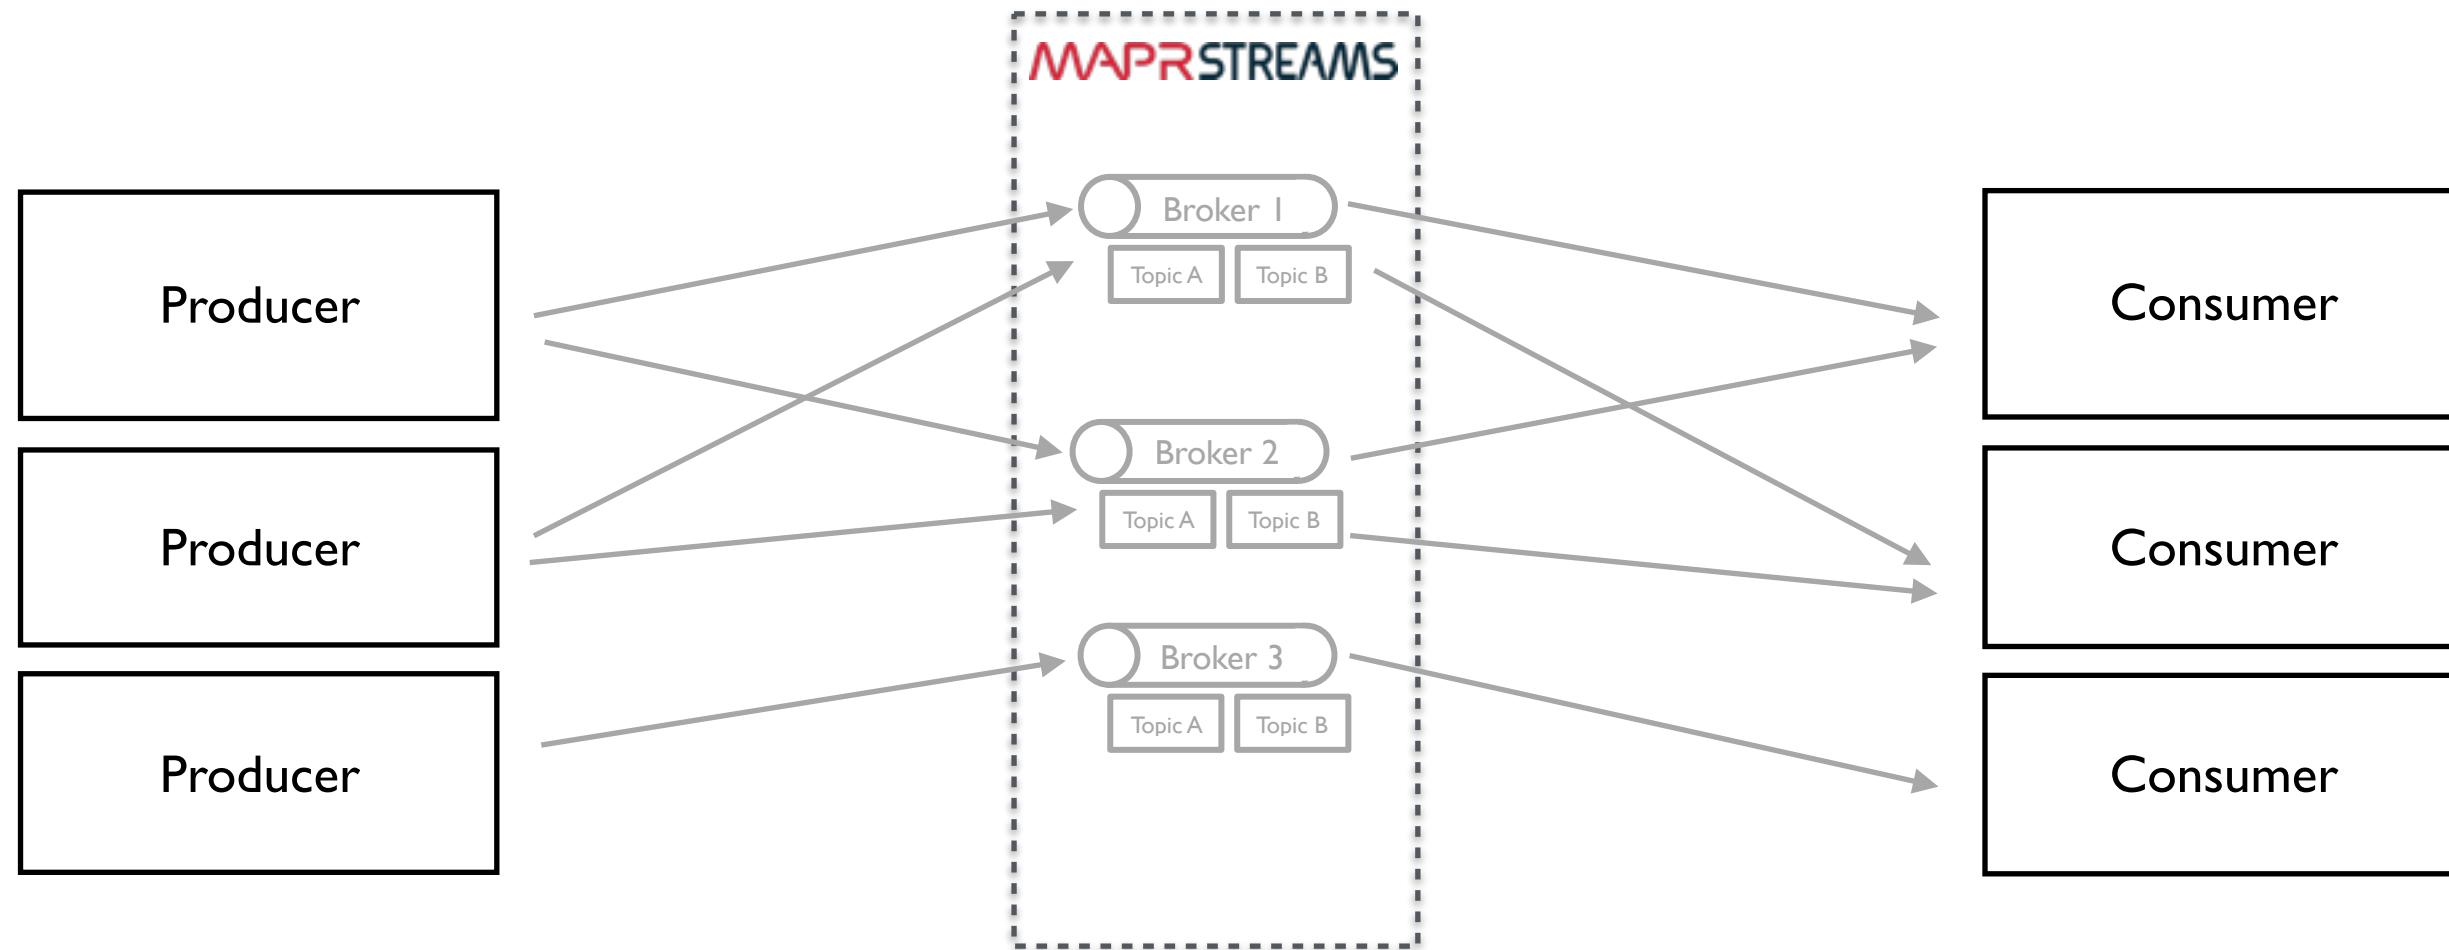 MAPR STREAMS
Producer
Producer
Producer
Broker 1
Topic A
Topic B
Broker 2
Topic A
Topic B
Broker 3
Topic A
Topic B
Consumer
Consumer
Consumer